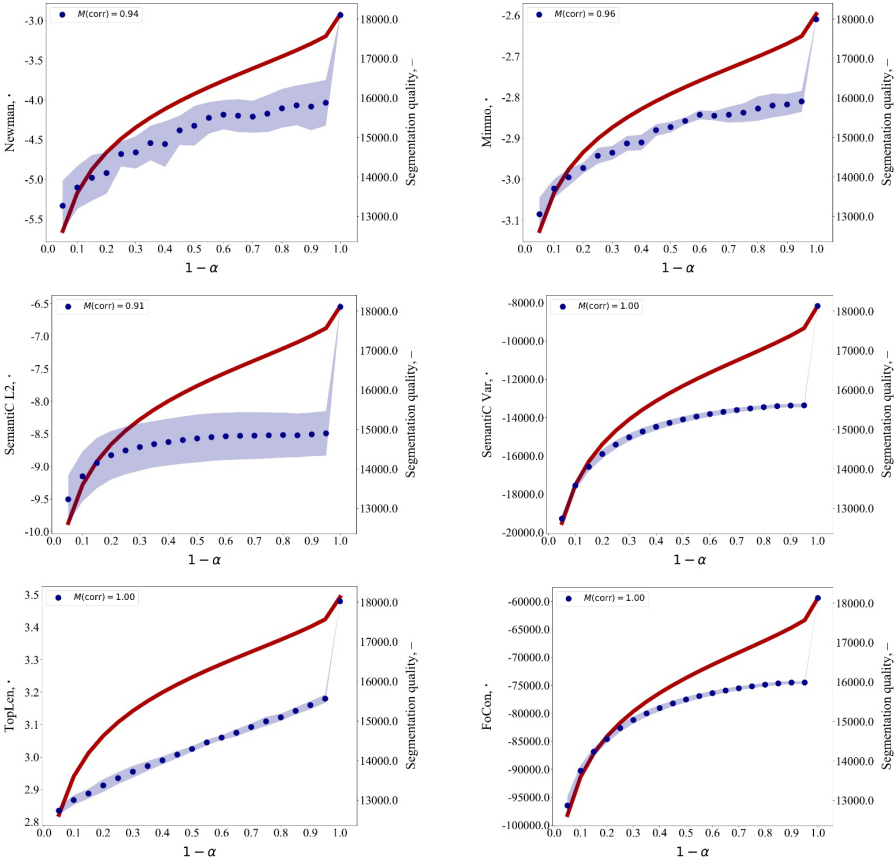 M(corr) = 0.94
Newman, ·
-3.0
-3.5
-4.0
-4.5
-5.0
-5.5
18000.0
17000.0
16000.0
15000.0
14000.0
13000.0
Segmentation quality, –
0.0 0.1 0.2 0.3 0.4 0.5 0.6 0.7 0.8 0.9 1.0
1 − α
M(corr) = 0.96
Mimno, ·
-2.6
-2.7
-2.8
-2.9
-3.0
-3.1
18000.0
17000.0
16000.0
15000.0
14000.0
13000.0
Segmentation quality, –
0.0 0.1 0.2 0.3 0.4 0.5 0.6 0.7 0.8 0.9 1.0
1 − α
M(corr) = 0.91
SemantiC L2, ·
-6.5
-7.0
-7.5
-8.0
-8.5
-9.0
-9.5
-10.0
18000.0
17000.0
16000.0
15000.0
14000.0
13000.0
Segmentation quality, –
0.0 0.1 0.2 0.3 0.4 0.5 0.6 0.7 0.8 0.9 1.0
1 − α
M(corr) = 1.00
SemantiC Var, ·
-8000.0
-10000.0
-12000.0
-14000.0
-16000.0
-18000.0
-20000.0
18000.0
17000.0
16000.0
15000.0
14000.0
13000.0
Segmentation quality, –
0.0 0.1 0.2 0.3 0.4 0.5 0.6 0.7 0.8 0.9 1.0
1 − α
M(corr) = 1.00
TopLen, ·
3.5
3.4
3.3
3.2
3.1
3.0
2.9
2.8
18000.0
17000.0
16000.0
15000.0
14000.0
13000.0
Segmentation quality, –
0.0 0.1 0.2 0.3 0.4 0.5 0.6 0.7 0.8 0.9 1.0
1 − α
M(corr) = 1.00
FoCon, ·
-60000.0
-65000.0
-70000.0
-75000.0
-80000.0
-85000.0
-90000.0
-95000.0
-100000.0
18000.0
17000.0
16000.0
15000.0
14000.0
13000.0
Segmentation quality, –
0.0 0.1 0.2 0.3 0.4 0.5 0.6 0.7 0.8 0.9 1.0
1 − α